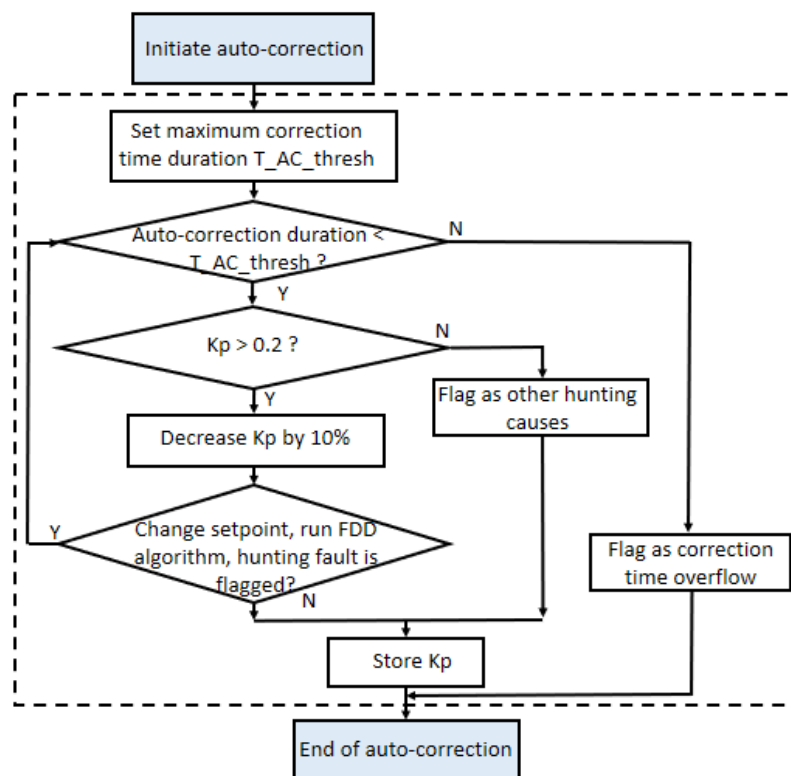 Initiate auto-correction
Set maximum correction
time duration T_AC_thresh
Auto-correction duration <
T_AC_thresh ?
N
Y
Kp > 0.2 ?
N
Y
Flag as other hunting
causes
Decrease Kp by 10%
Change setpoint, run FDD
algorithm, hunting fault is
flagged?
Y
N
Flag as correction
time overflow
Store Kp
End of auto-correction